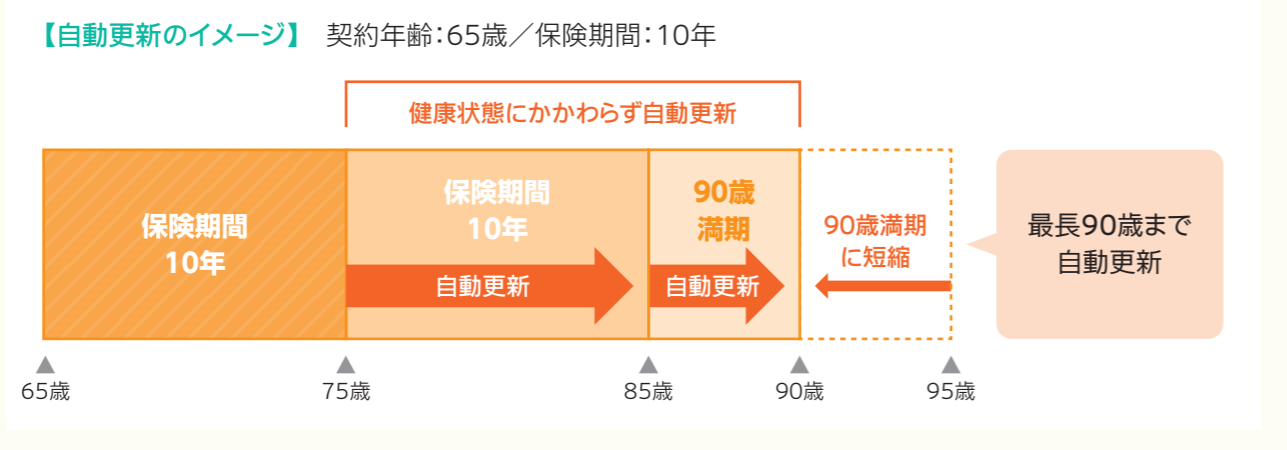 【自動更新のイメージ】 契約年齢：65歳／保険期間：10年
健康状態にかかわらず自動更新
保険期間
10年
保険期間
10年
自動更新
90歳
満期
自動更新
90歳満期
に短縮
最長90歳まで
自動更新
65歳
75歳
85歳
90歳
95歳